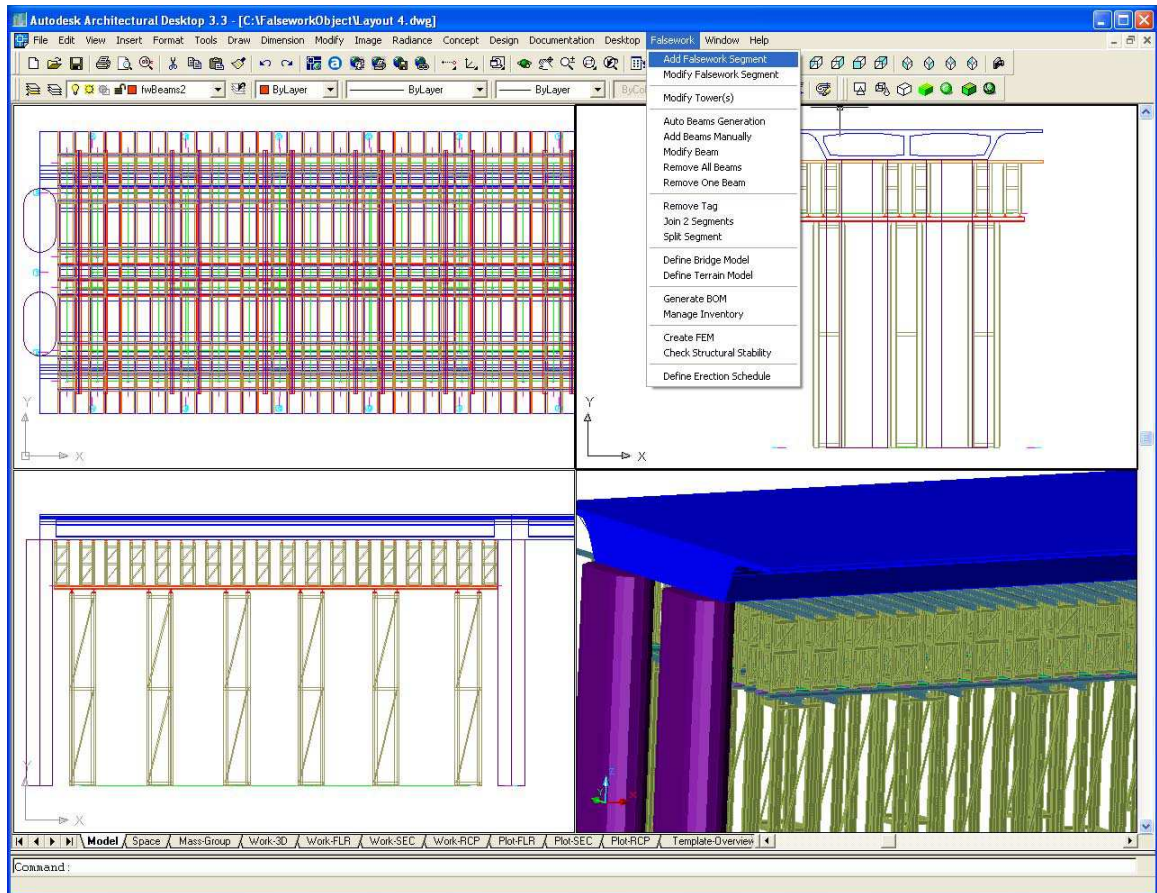 Autodesk Architectural Desktop 3.3 - [C:\FalseworkObject\Layout 4.dwg]
File Edit View Insert Format Tools Draw Dimension Modify Image Radiance Concept Design Documentation Desktop Falsework Window Help
fwBeams2 ByLayer ByLayer ByLayer
Add Falsework Segment
Modify Falsework Segment
Modify Tower(s)
Auto Beams Generation
Add Beams Manually
Modify Beam
Remove All Beams
Remove One Beam
Remove Tag
Join 2 Segments
Split Segment
Define Bridge Model
Define Terrain Model
Generate BOM
Manage Inventory
Create FEM
Check Structural Stability
Define Erection Schedule
Y
X
Y
X
Y
X
Model Space Mass-Group Work-3D Work-FLR Work-SEC Work-RCP Plot-FLR Plot-SEC Plot-RCP Template-Overview
Command: